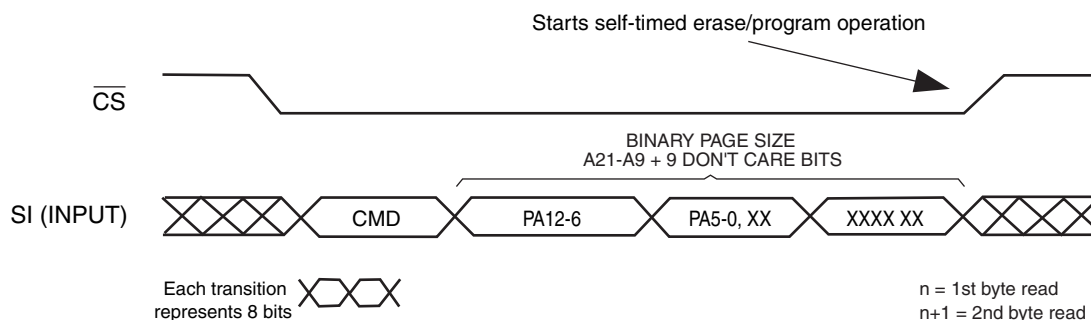 Starts self-timed erase/program operation
CS
BINARY PAGE SIZE
A21-A9 + 9 DON'T CARE BITS
SI (INPUT)
CMD
PA12-6
PA5-0, XX
XXXX XX
Each transition
represents 8 bits
n = 1st byte read
n+1 = 2nd byte read